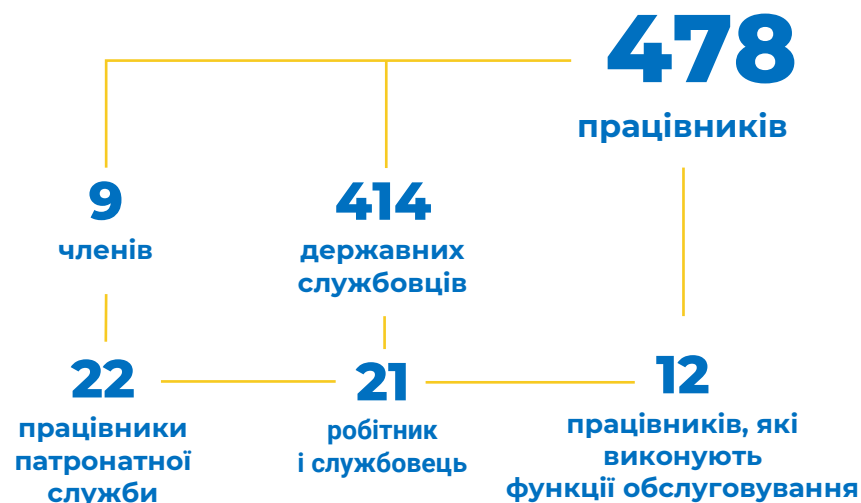 478
працівників
9
членів
414
державних
службовців
22
працівники
патронатної
служби
21
робітник
і службовець
12
працівників, які
виконують
функції обслуговування